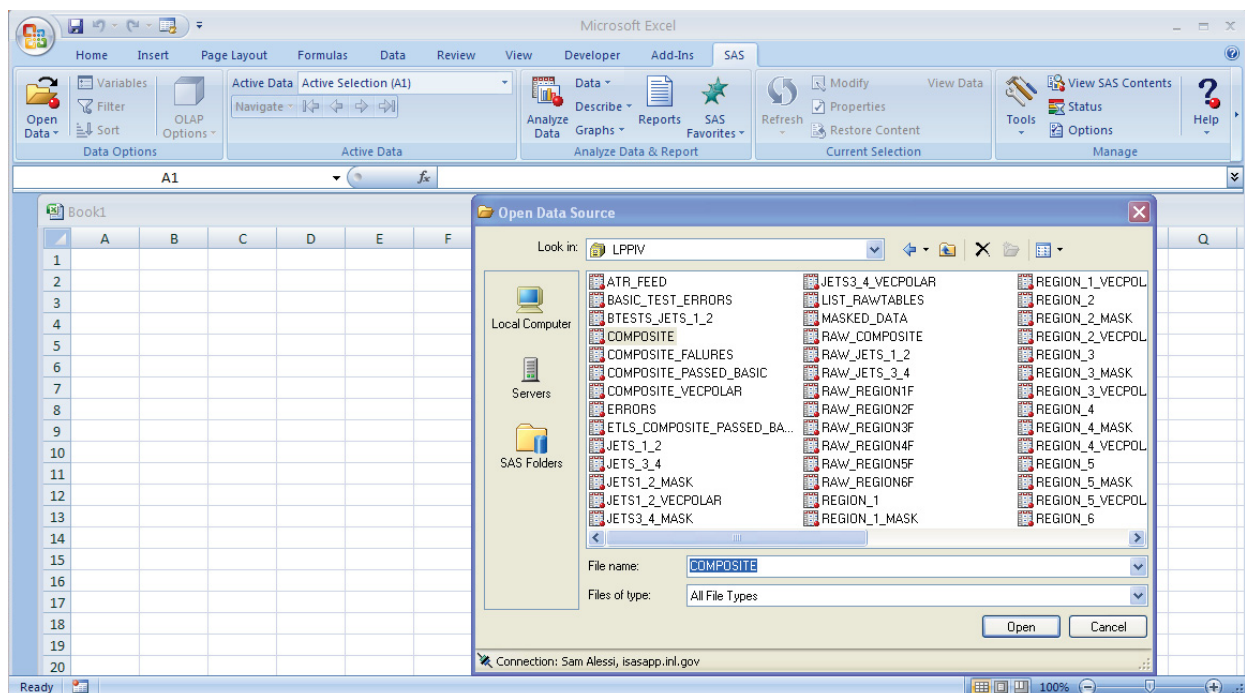 Microsoft Excel
Home Insert Page Layout Formulas Data Review View Developer Add-Ins SAS
Open Data
Variables
Filter
Sort
OLAP Options
Data Options
Active Data Active Selection (A1)
Navigate
Active Data
Analyze Data
Data
Describe
Graphs
Reports
SAS Favorites
Analyze Data & Report
Refresh
Modify
Properties
Restore Content
View Data
Current Selection
Tools
View SAS Contents
Status
Options
Help
Manage
A1 fx
Book1
A B C D E F Q
1
2
3
4
5
6
7
8
9
10
11
12
13
14
15
16
17
18
19
20
Open Data Source
Look in: LPPIV
Local Computer
Servers
SAS Folders
ATR_FEED
BASIC_TEST_ERRORS
BTESTS_JETS_1_2
COMPOSITE
COMPOSITE_FALURES
COMPOSITE_PASSED_BASIC
COMPOSITE_VECPOLAR
ERRORS
ETLS_COMPOSITE_PASSED_BA...
JETS_1_2
JETS_3_4
JETS1_2_MASK
JETS1_2_VECPOLAR
JETS3_4_MASK
JETS3_4_VECPOLAR
LIST_RAWTABLES
MASKED_DATA
RAW_COMPOSITE
RAW_JETS_1_2
RAW_JETS_3_4
RAW_REGION1F
RAW_REGION2F
RAW_REGION3F
RAW_REGION4F
RAW_REGION5F
RAW_REGION6F
REGION_1
REGION_1_MASK
REGION_1_VECPOL
REGION_2
REGION_2_MASK
REGION_2_VECPOL
REGION_3
REGION_3_MASK
REGION_3_VECPOL
REGION_4
REGION_4_MASK
REGION_4_VECPOL
REGION_5
REGION_5_MASK
REGION_5_VECPOL
REGION_6
File name: COMPOSITE
Files of type: All File Types
Open Cancel
Connection: Sam Alessi, isasapp.inl.gov
Ready 100%